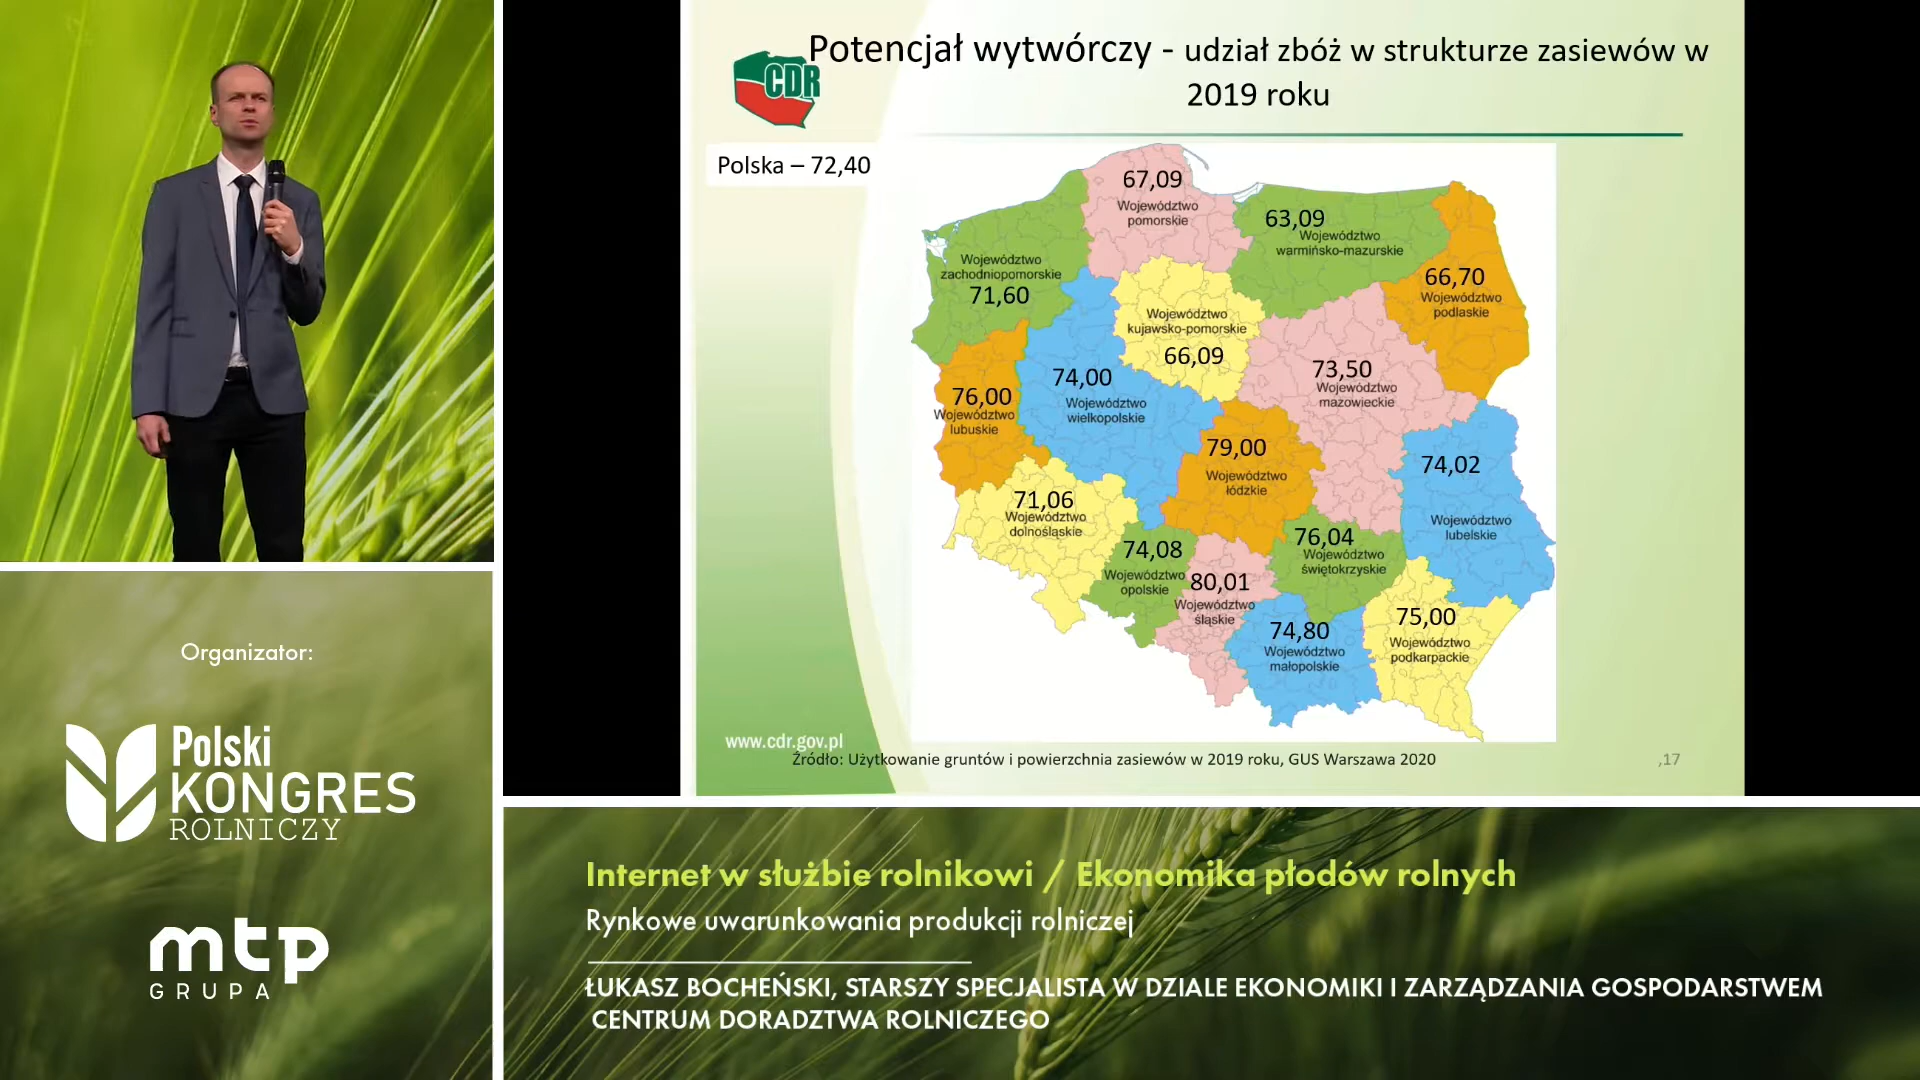 Potencjał wytwórczy - udział zbóż w strukturze zasiewów w
2019 roku
CDR
Polska – 72,40
67,09
Województwo
pomorskie
63,09
Województwo
warmińsko-mazurskie
Województwo
zachodniopomorskie
71,60
66,70
Województwo
podlaskie
Województwo
kujawsko-pomorskie
66,09
73,50
Województwo
mazowieckie
76,00
Województwo
lubuskie
74,00
Województwo
wielkopolskie
79,00
Województwo
łódzkie
74,02
Województwo
lubelskie
71,06
Województwo
dolnośląskie
74,08
Województwo
opolskie
80,01
Województwo
śląskie
76,04
Województwo
świętokrzyskie
74,80
Województwo
małopolskie
75,00
Województwo
podkarpackie
www.cdr.gov.pl
Źródło: Użytkowanie gruntów i powierzchnia zasiewów w 2019 roku, GUS Warszawa 2020
,17
Organizator:
Polski
KONGRES
ROLNICZY
mtp
GRUPA
Internet w służbie rolnikowi / Ekonomika płodów rolnych
Rynkowe uwarunkowania produkcji rolniczej
ŁUKASZ BOCHEŃSKI, STARSZY SPECJALISTA W DZIALE EKONOMIKI I ZARZĄDZANIA GOSPODARSTWEM
CENTRUM DORADZTWA ROLNICZEGO